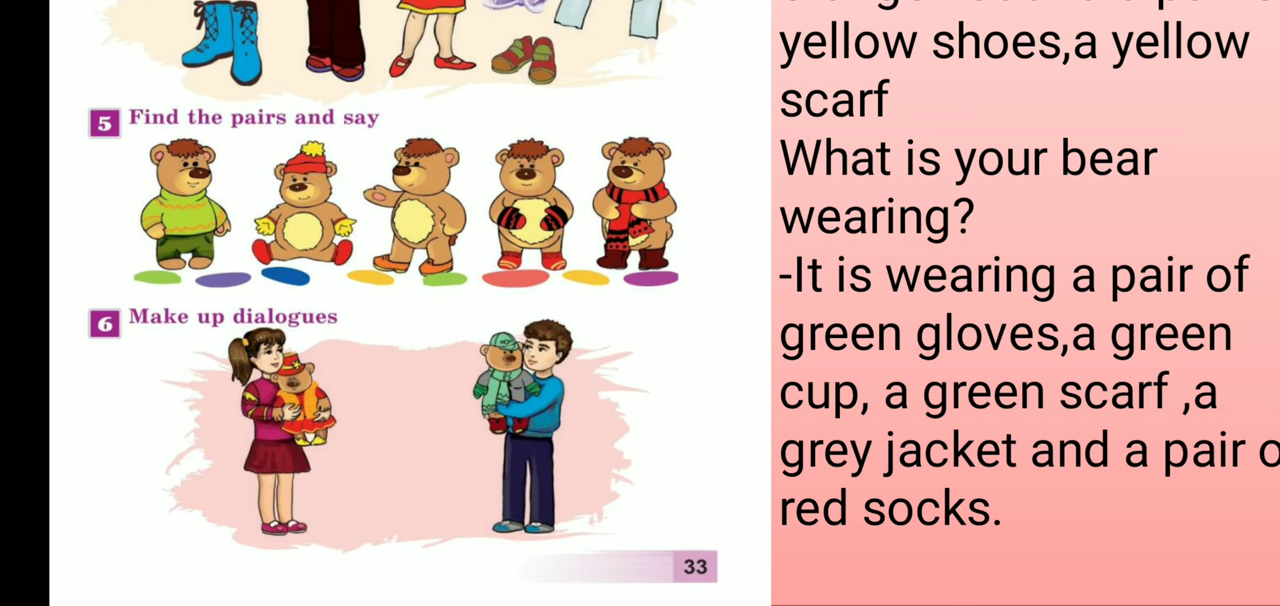 5 Find the pairs and say
6 Make up dialogues
33
yellow shoes,a yellow
scarf
What is your bear
wearing?
-It is wearing a pair of
green gloves,a green
cup, a green scarf ,a
grey jacket and a pair
red socks.